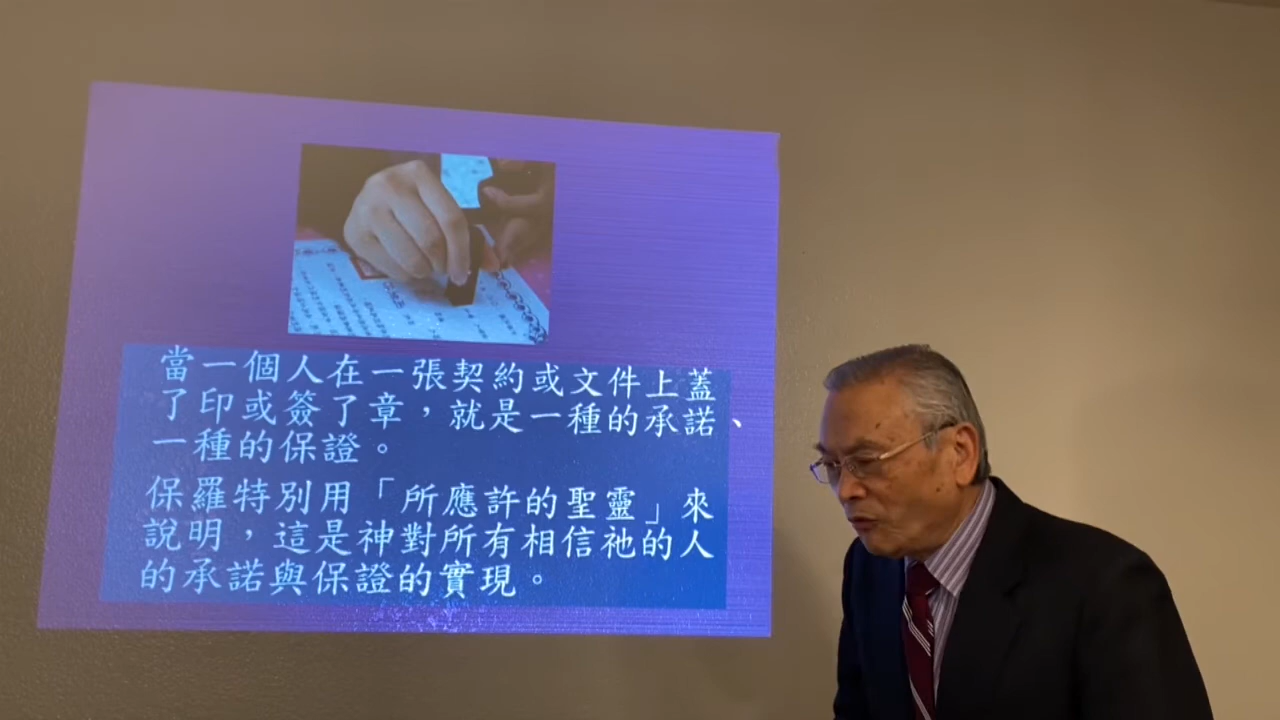 當一個人在一張契約或文件上蓋
了印或簽了章，就是一種的承諾、
一種的保證。
保羅特別用「所應許的聖靈」來
說明，這是神對所有相信祂的人
的承諾與保證的實現。